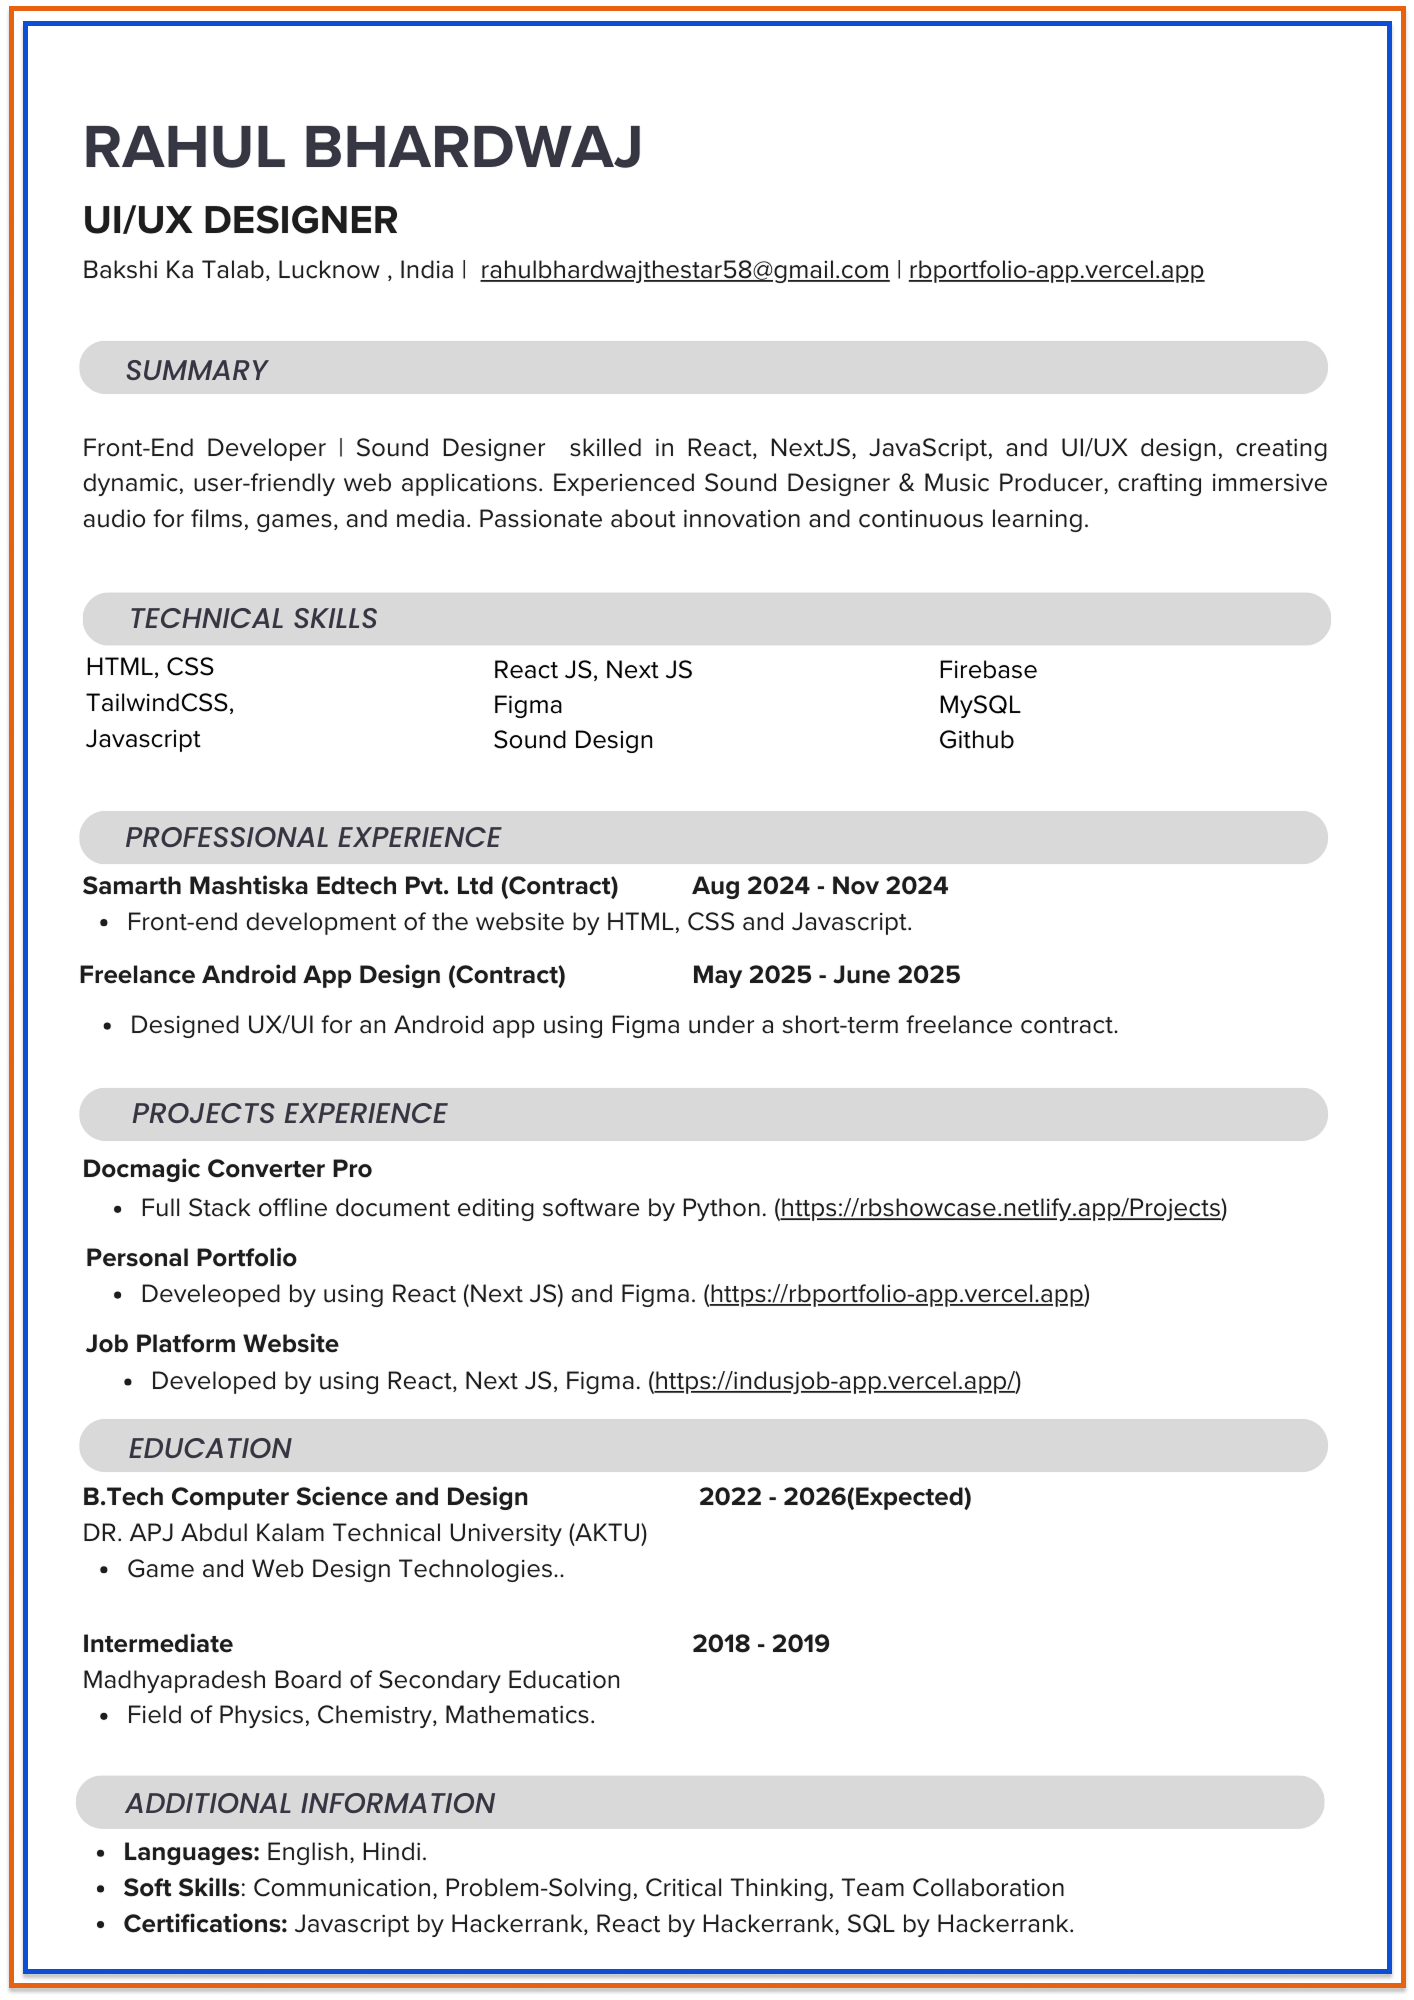 RAHUL BHARDWAJ
UI/UX DESIGNER
Bakshi Ka Talab, Lucknow , India | rahulbhardwajthestar58@gmail.com | rbportfolio-app.vercel.app
SUMMARY
Front-End Developer | Sound Designer skilled in React, NextJS, JavaScript, and UI/UX design, creating
dynamic, user-friendly web applications. Experienced Sound Designer & Music Producer, crafting immersive
audio for films, games, and media. Passionate about innovation and continuous learning.
TECHNICAL SKILLS
HTML, CSS
TailwindCSS,
Javascript
React JS, Next JS
Figma
Sound Design
Firebase
MySQL
Github
PROFESSIONAL EXPERIENCE
Samarth Mashtiska Edtech Pvt. Ltd (Contract) Aug 2024 - Nov 2024
• Front-end development of the website by HTML, CSS and Javascript.
Freelance Android App Design (Contract) May 2025 - June 2025
• Designed UX/UI for an Android app using Figma under a short-term freelance contract.
PROJECTS EXPERIENCE
Docmagic Converter Pro
• Full Stack offline document editing software by Python. (https://rbshowcase.netlify.app/Projects)
Personal Portfolio
• Develeoped by using React (Next JS) and Figma. (https://rbportfolio-app.vercel.app)
Job Platform Website
• Developed by using React, Next JS, Figma. (https://indusjob-app.vercel.app/)
EDUCATION
B.Tech Computer Science and Design 2022 - 2026(Expected)
DR. APJ Abdul Kalam Technical University (AKTU)
• Game and Web Design Technologies..
Intermediate 2018 - 2019
Madhyapradesh Board of Secondary Education
• Field of Physics, Chemistry, Mathematics.
ADDITIONAL INFORMATION
• Languages: English, Hindi.
• Soft Skills: Communication, Problem-Solving, Critical Thinking, Team Collaboration
• Certifications: Javascript by Hackerrank, React by Hackerrank, SQL by Hackerrank.